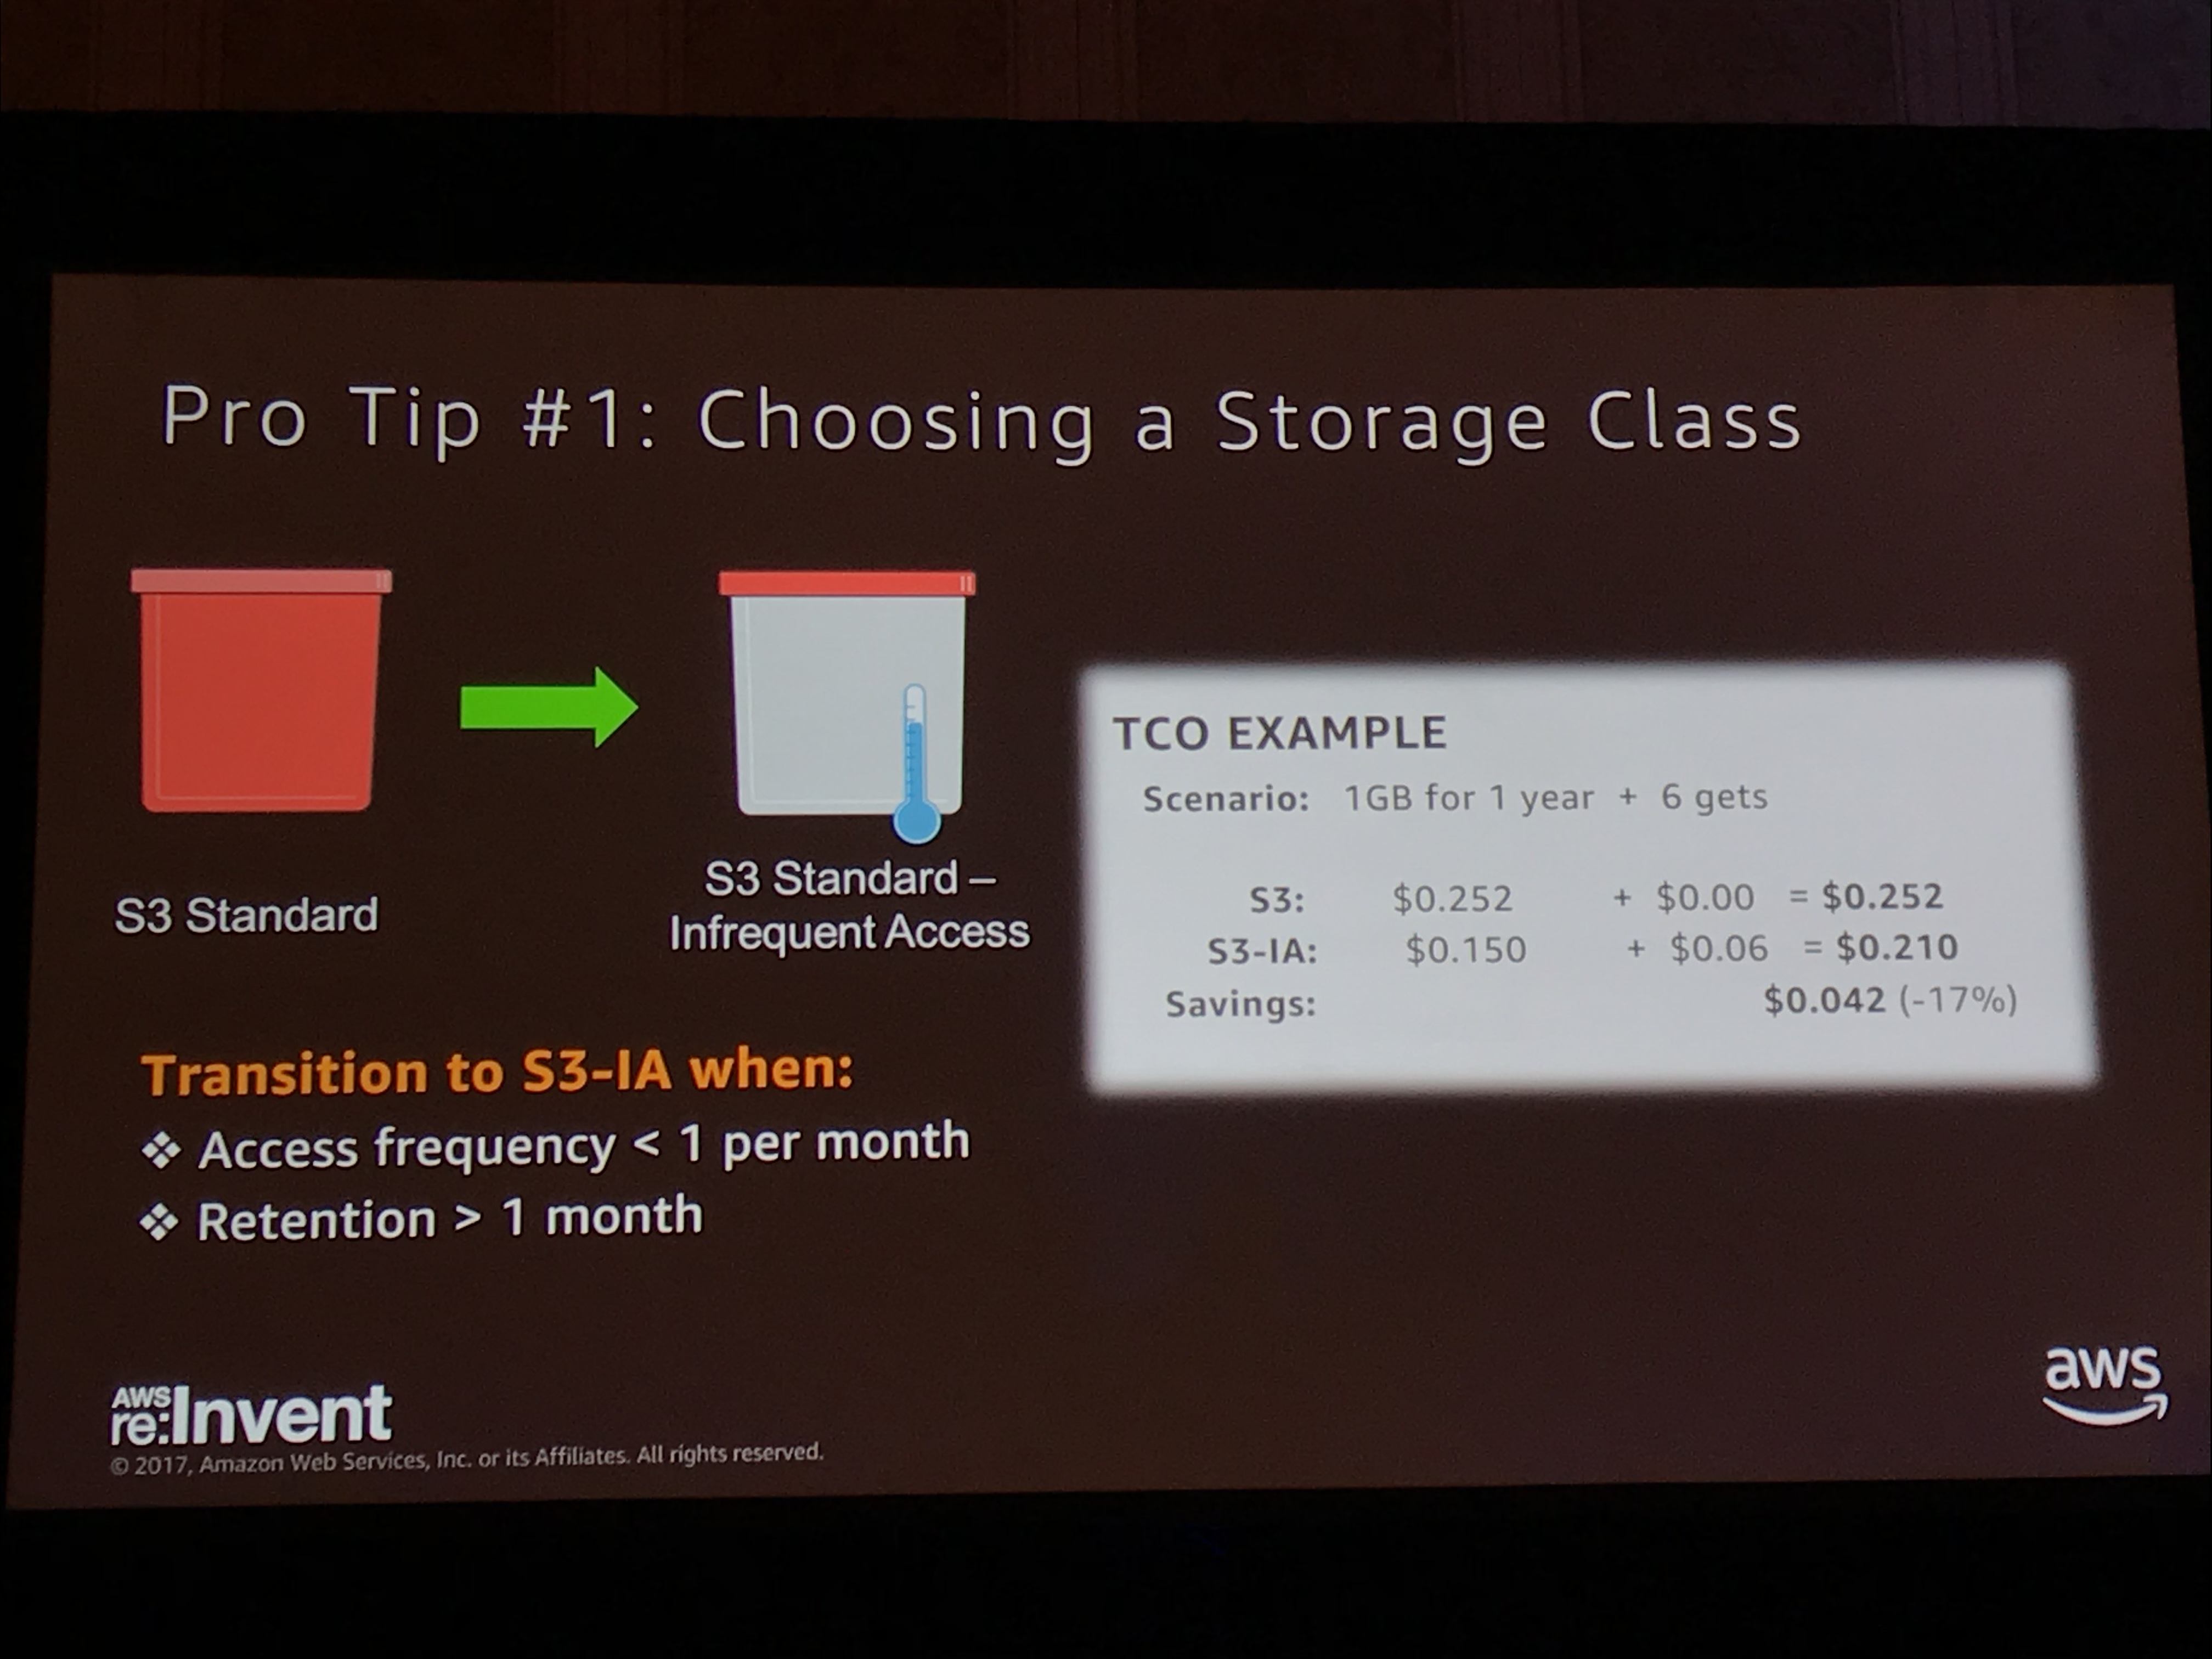 Pro Tip #1: Choosing a Storage Class
S3 Standard
S3 Standard –
Infrequent Access
Transition to S3-IA when:
❖ Access frequency < 1 per month
❖ Retention > 1 month
TCO EXAMPLE
Scenario: 1GB for 1 year + 6 gets
S3: $0.252 + $0.00 = $0.252
S3-IA: $0.150 + $0.06 = $0.210
Savings: $0.042 (-17%)
AWS
re:Invent
© 2017, Amazon Web Services, Inc. or its Affiliates. All rights reserved.
aws